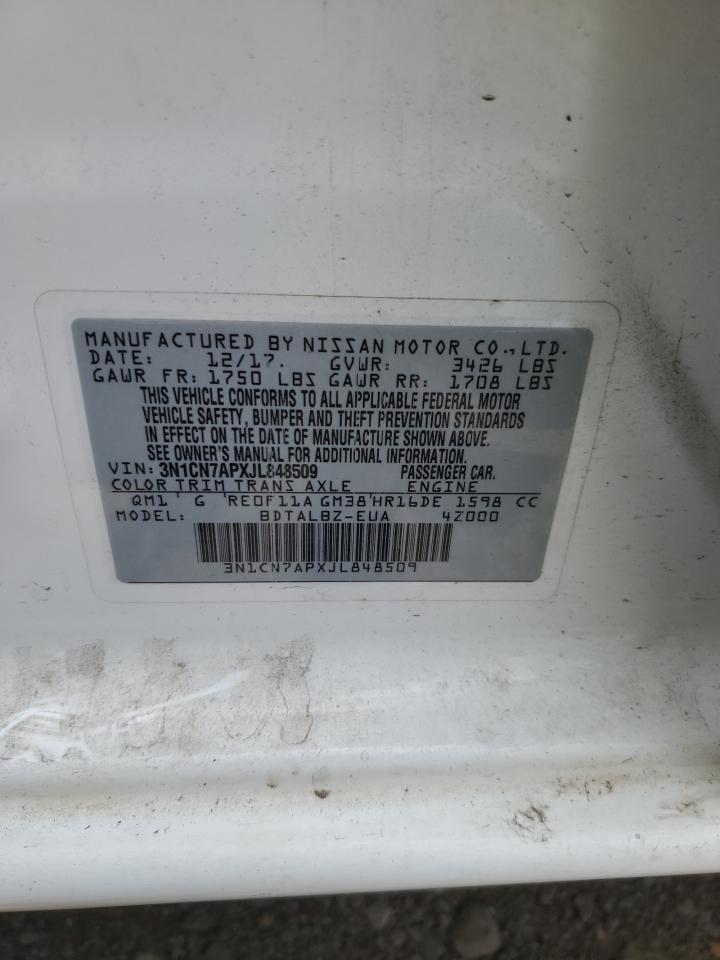 MANUFACTURED BY NISSAN MOTOR CO.,LTD.
DATE: 12/17. GVWR: 3426 LBS
GAWR FR: 1750 LBS GAWR RR: 1708 LBS
THIS VEHICLE CONFORMS TO ALL APPLICABLE FEDERAL MOTOR
VEHICLE SAFETY, BUMPER AND THEFT PREVENTION STANDARDS
IN EFFECT ON THE DATE OF MANUFACTURE SHOWN ABOVE.
SEE OWNER'S MANUAL FOR ADDITIONAL INFORMATION
VIN: 3N1CN7APXJL848509 PASSENGER CAR.
COLOR TRIM TRANS AXLE ENGINE
QM1 ' G 'RE0F11A GM38'HR16DE 1598 CC
MODEL: BDTALBZ-EUA 4Z000
3N1CN7APXJL848509